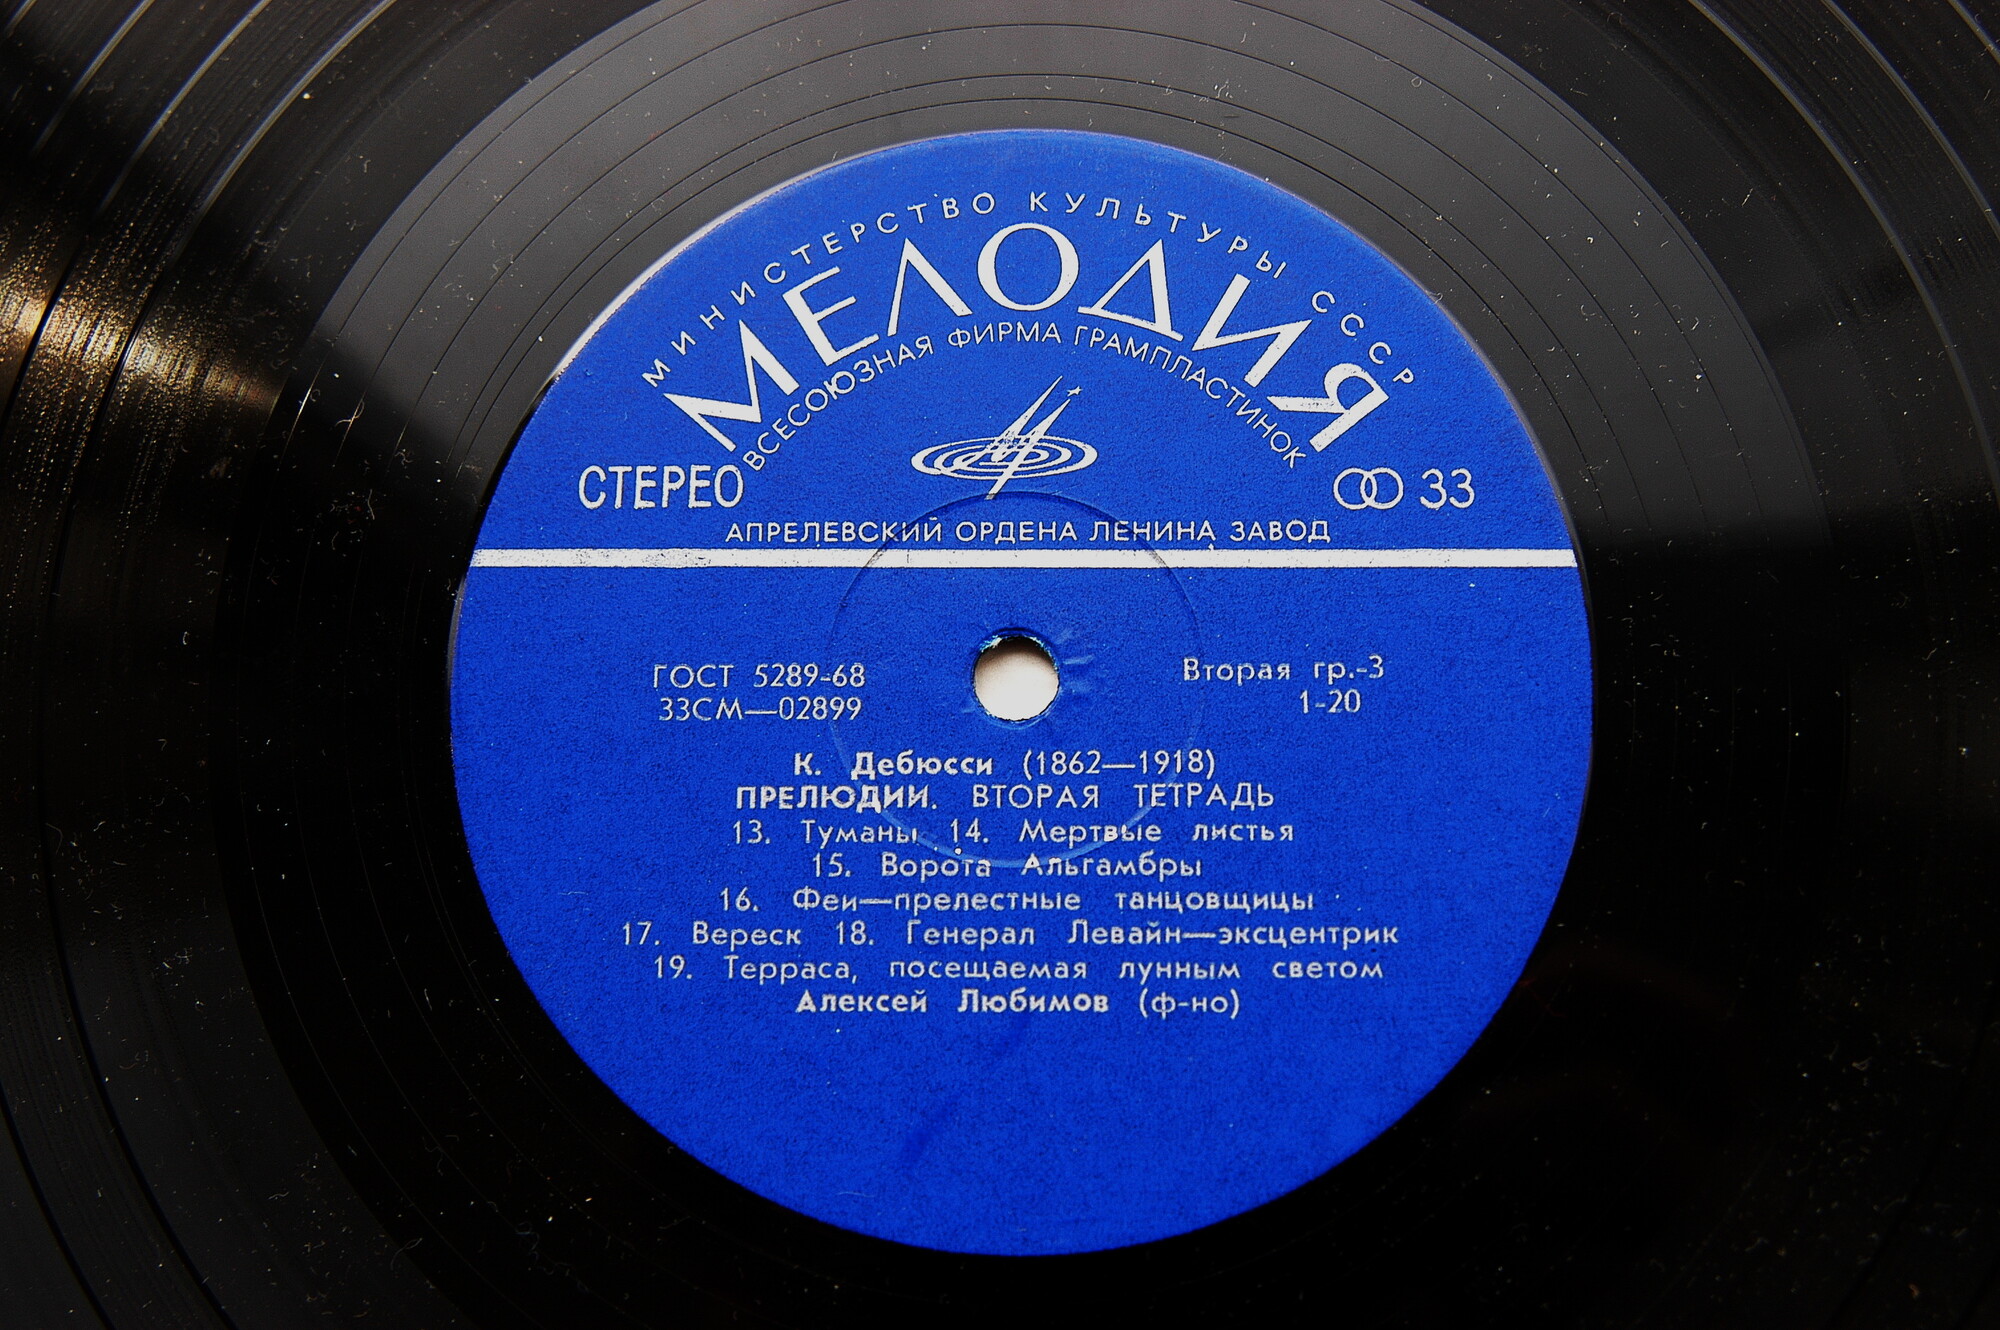 МИНИСТЕРСТВО КУЛЬТУРЫ СССР
МЕЛОДИЯ
ВСЕСОЮЗНАЯ ФИРМА ГРАМПЛАСТИНОК
СТЕРЕО
33
АПРЕЛЕВСКИЙ ОРДЕНА ЛЕНИНА ЗАВОД
ГОСТ 5289-68
33СМ—02899
Вторая гр.-3
1-20
К. Дебюсси (1862—1918)
ПРЕЛЮДИИ. ВТОРАЯ ТЕТРАДЬ
13. Туманы 14. Мертвые листья
15. Ворота Альгамбры
16. Феи—прелестные танцовщицы
17. Вереск 18. Генерал Левайн—эксцентрик
19. Терраса, посещаемая лунным светом
Алексей Любимов (ф-но)